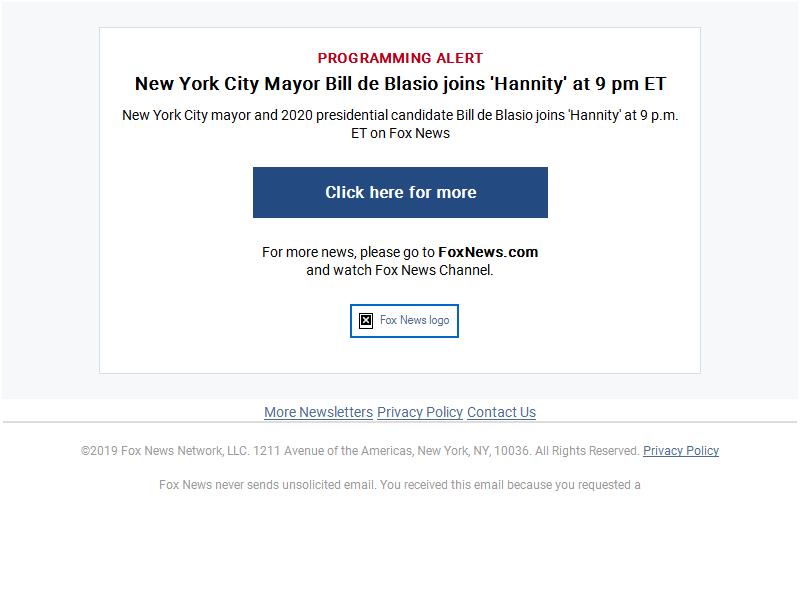 PROGRAMMING ALERT
New York City Mayor Bill de Blasio joins 'Hannity' at 9 pm ET
New York City mayor and 2020 presidential candidate Bill de Blasio joins 'Hannity' at 9 p.m.
ET on Fox News
Click here for more
For more news, please go to FoxNews.com
and watch Fox News Channel.
Fox News logo
More Newsletters Privacy Policy Contact Us
©2019 Fox News Network, LLC. 1211 Avenue of the Americas, New York, NY, 10036. All Rights Reserved. Privacy Policy
Fox News never sends unsolicited email. You received this email because you requested a